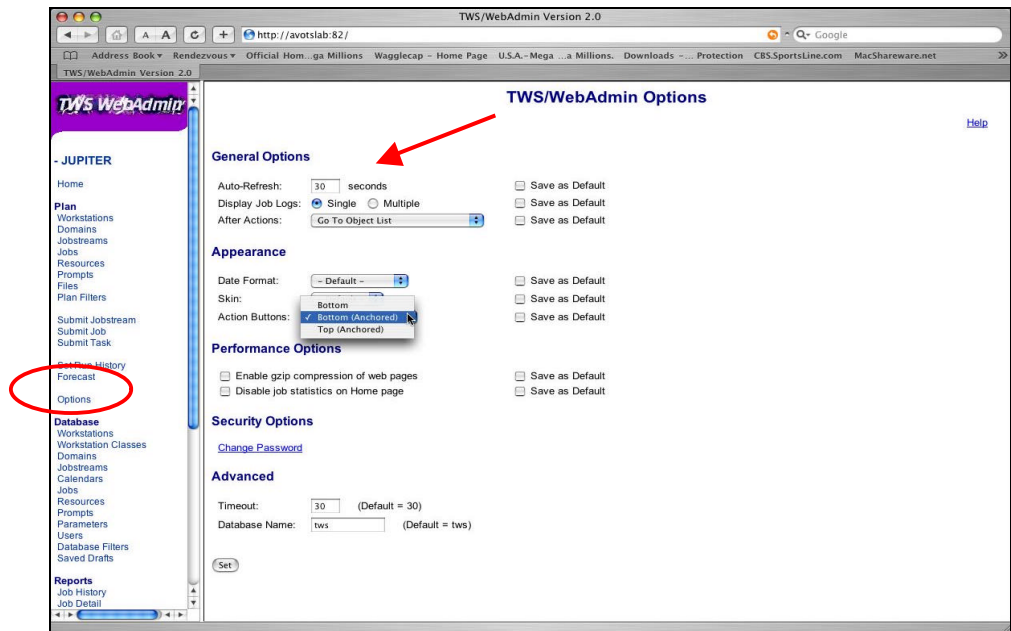 TWS/WebAdmin Version 2.0
A A C + http://avotslab:82/ Q- Google
Address Book Rendezvous Official Hom...ga Millions Wagglecap - Home Page U.S.A.-Mega ...a Millions. Downloads -... Protection CBS.SportsLine.com MacShareware.net »
TWS/WebAdmin Version 2.0
TWS WebAdmin
- JUPITER
Home
Plan
Workstations
Domains
Jobstreams
Jobs
Resources
Prompts
Files
Plan Filters
Submit Jobstream
Submit Job
Submit Task
Set Run History
Forecast
Options
Database
Workstations
Workstation Classes
Domains
Jobstreams
Calendars
Jobs
Resources
Prompts
Parameters
Users
Database Filters
Saved Drafts
Reports
Job History
Job Detail
TWS/WebAdmin Options
Help
General Options
Auto-Refresh: 30 seconds Save as Default
Display Job Logs: Single Multiple Save as Default
After Actions: Go To Object List Save as Default
Appearance
Date Format: - Default - Save as Default
Skin: Save as Default
Bottom
Action Buttons: ✓ Bottom (Anchored) Save as Default
Top (Anchored)
Performance Options
Enable gzip compression of web pages Save as Default
Disable job statistics on Home page Save as Default
Security Options
Change Password
Advanced
Timeout: 30 (Default = 30)
Database Name: tws (Default = tws)
Set